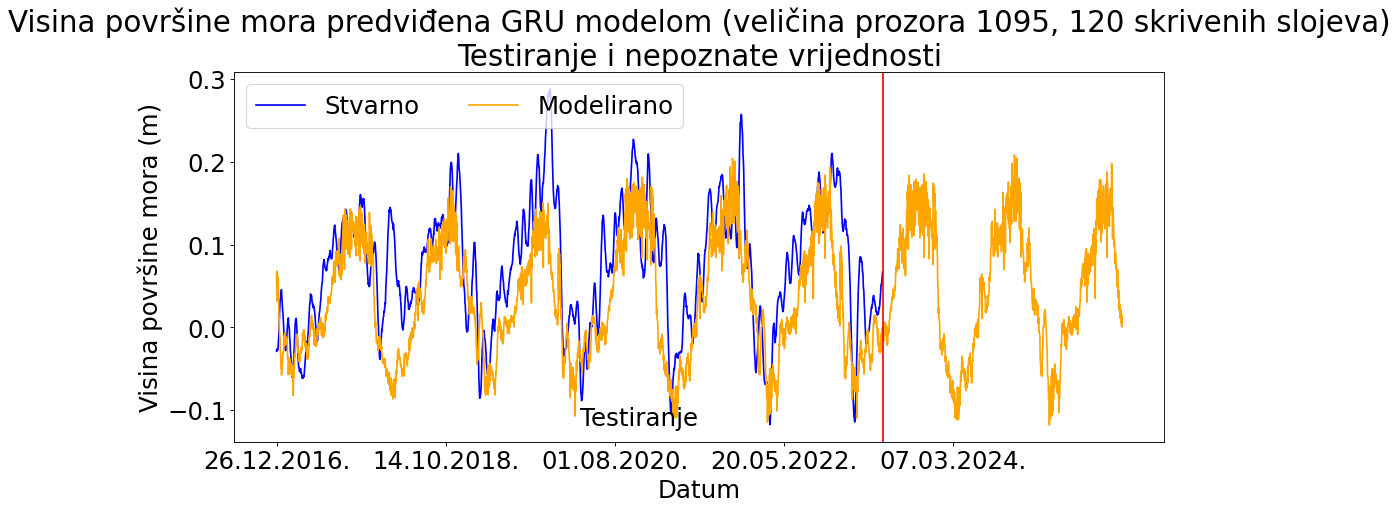 Visina površine mora predviđena GRU modelom (veličina prozora 1095, 120 skrivenih slojeva)
Testiranje i nepoznate vrijednosti
Stvarno
Modelirano
Visina površine mora (m)
0.3
0.2
0.1
0.0
−0.1
Testiranje
26.12.2016.
14.10.2018.
01.08.2020.
20.05.2022.
07.03.2024.
Datum